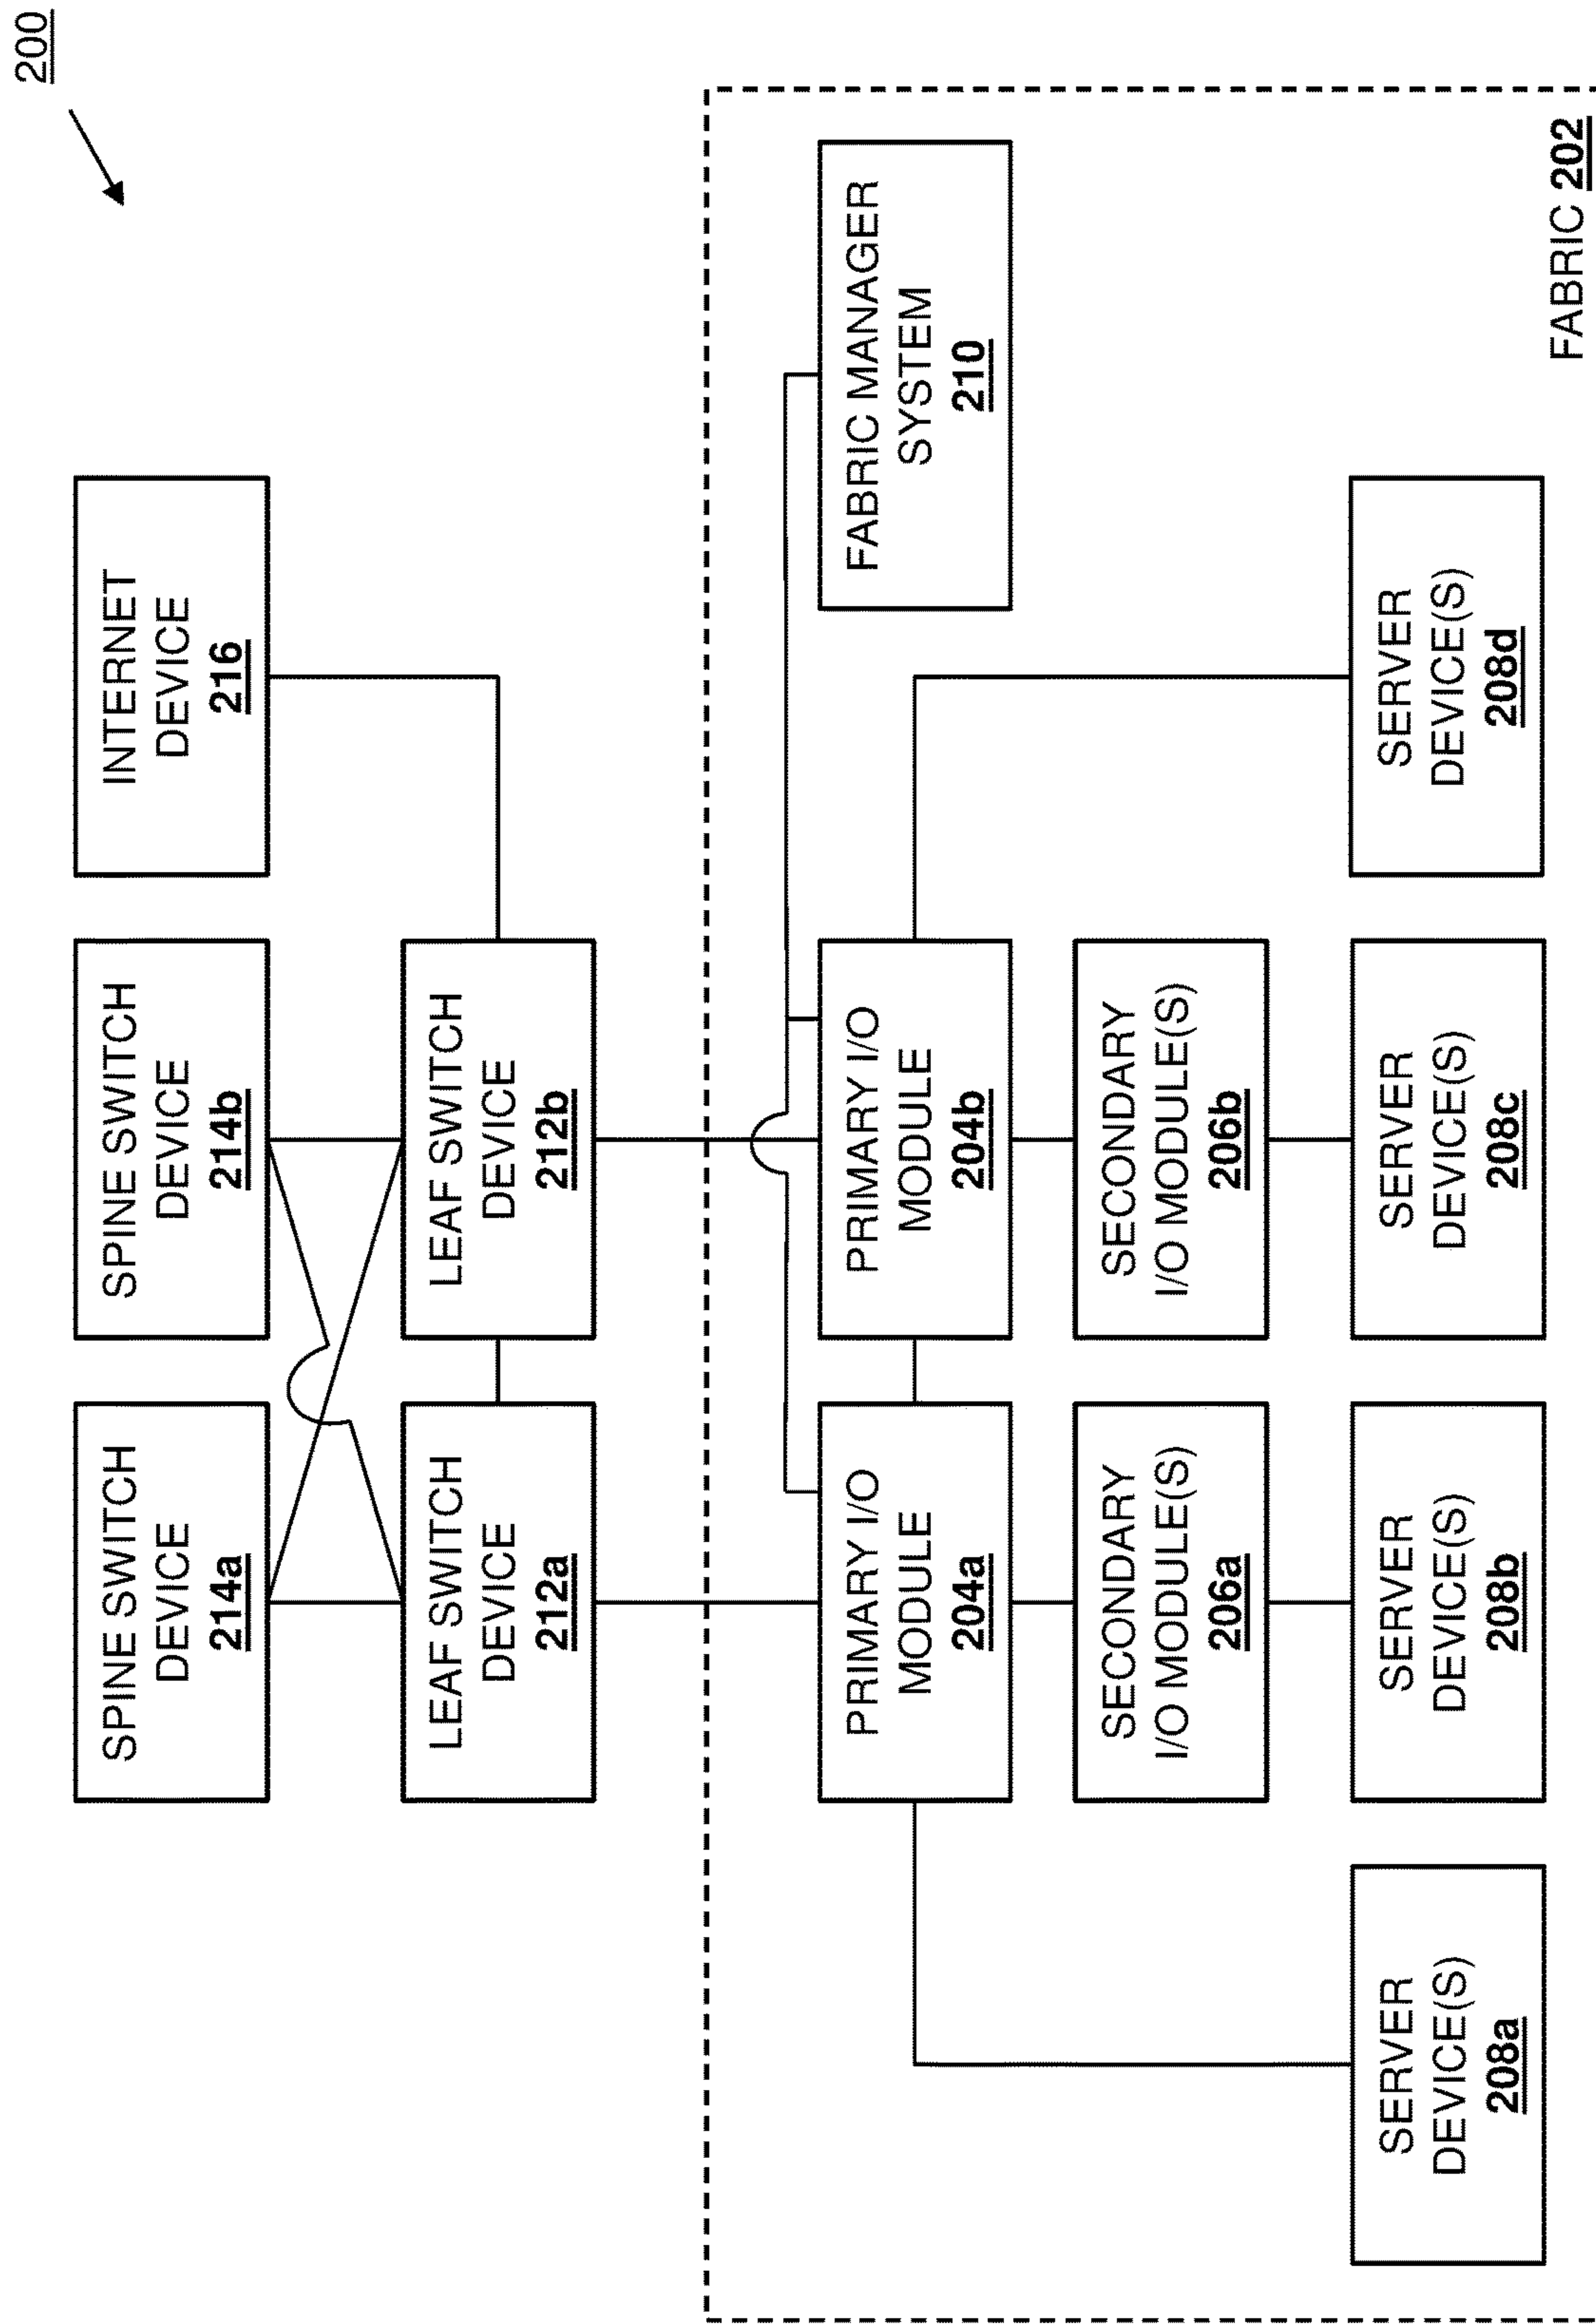 200
SPINE SWITCH
DEVICE
214a
SPINE SWITCH
DEVICE
214b
INTERNET
DEVICE
216
LEAF SWITCH
DEVICE
212a
LEAF SWITCH
DEVICE
212b
PRIMARY I/O
MODULE
204a
PRIMARY I/O
MODULE
204b
FABRIC MANAGER
SYSTEM
210
SECONDARY
I/O MODULE(S)
206a
SECONDARY
I/O MODULE(S)
206b
SERVER
DEVICE(S)
208a
SERVER
DEVICE(S)
208b
SERVER
DEVICE(S)
208c
SERVER
DEVICE(S)
208d
FABRIC 202